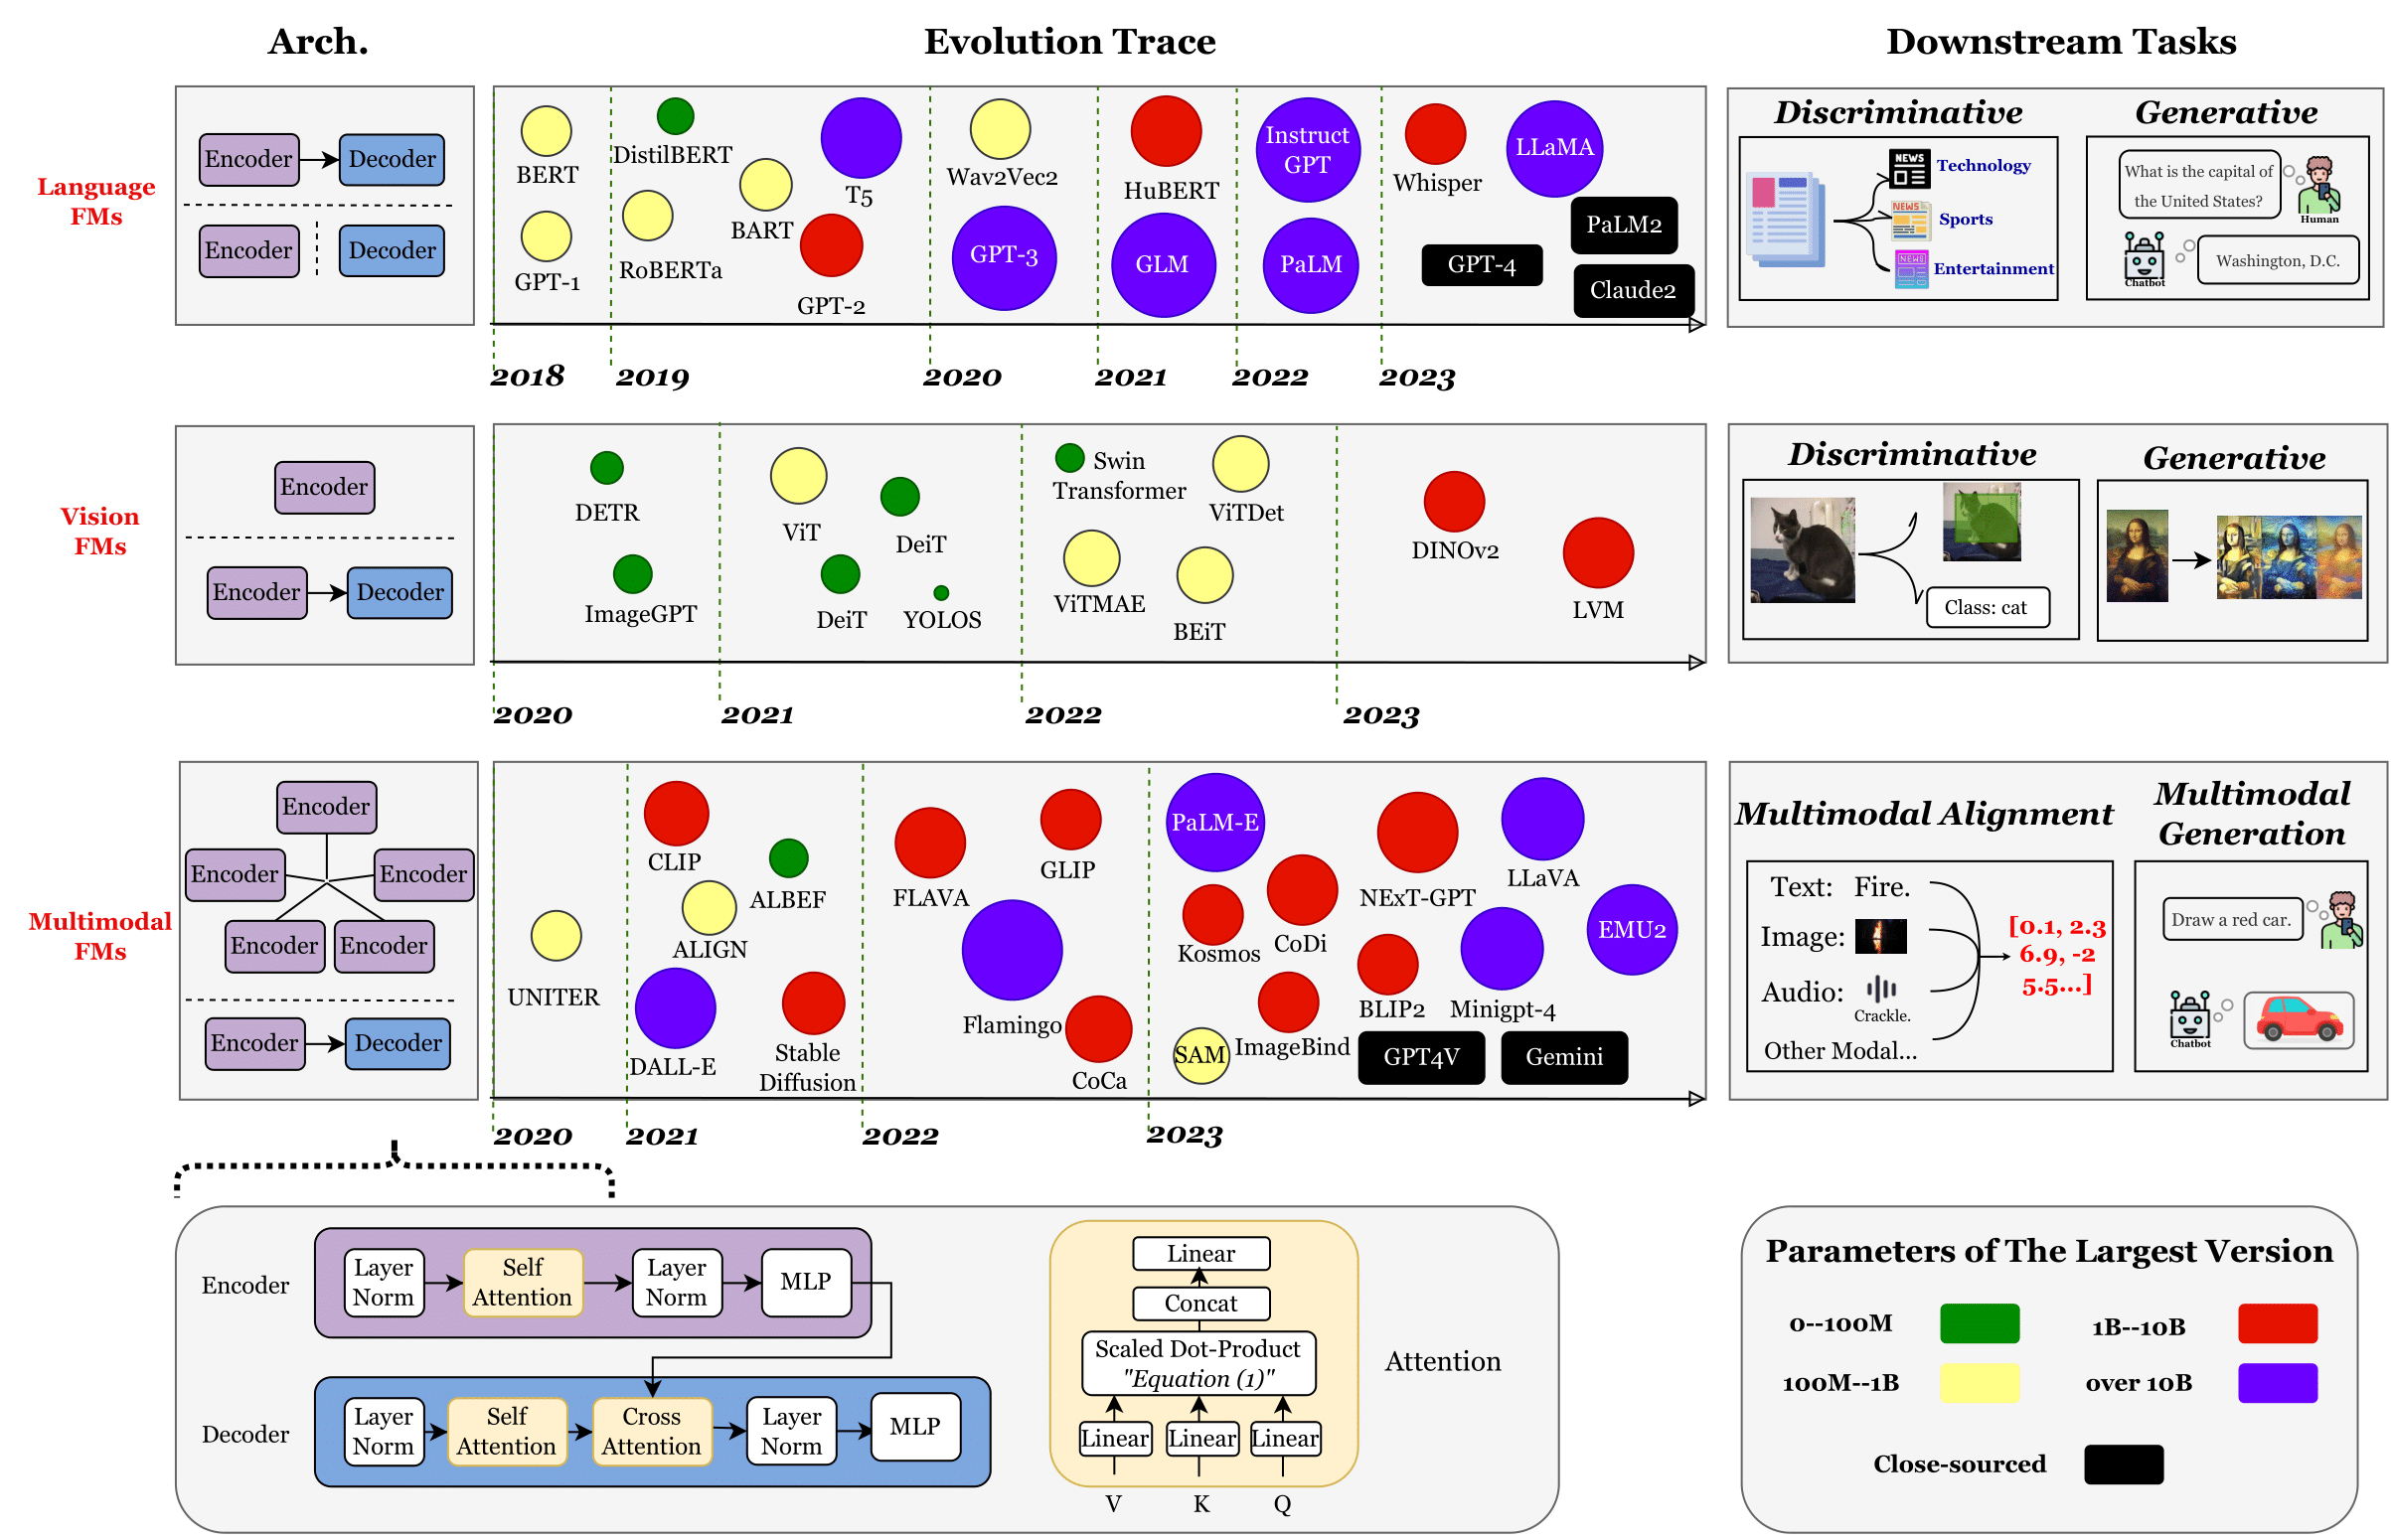 Arch.
Evolution Trace
Downstream Tasks
Language
FMs
Encoder
Decoder
Encoder
Decoder
BERT
GPT-1
DistilBERT
RoBERTa
BART
T5
GPT-2
Wav2Vec2
GPT-3
HuBERT
GLM
Instruct
GPT
PaLM
Whisper
LLaMA
PaLM2
GPT-4
Claude2
2018
2019
2020
2021
2022
2023
Discriminative
NEWS
Technology
NEWS
Sports
NEWS
Entertainment
Generative
What is the capital of
the United States?
Human
Washington, D.C.
Chatbot
Vision
FMs
Encoder
Encoder
Decoder
DETR
ImageGPT
ViT
DeiT
DeiT
YOLOS
Swin
Transformer
ViTDet
ViTMAE
BEiT
DINOv2
LVM
2020
2021
2022
2023
Discriminative
Class: cat
Generative
Multimodal
FMs
Encoder
Encoder
Encoder
Encoder
Encoder
Encoder
Decoder
UNITER
CLIP
ALBEF
ALIGN
DALL-E
Stable
Diffusion
FLAVA
GLIP
Flamingo
CoCa
PaLM-E
Kosmos
CoDi
NExT-GPT
LLaVA
EMU2
BLIP2
Minigpt-4
SAM
ImageBind
GPT4V
Gemini
2020
2021
2022
2023
Multimodal Alignment
Text: Fire.
Image:
Audio:
Crackle.
Other Modal...
[0.1, 2.3
6.9, -2
5.5...]
Multimodal
Generation
Draw a red car.
Chatbot
Encoder
Layer
Norm
Self
Attention
Layer
Norm
MLP
Decoder
Layer
Norm
Self
Attention
Cross
Attention
Layer
Norm
MLP
Linear
Concat
Scaled Dot-Product
"Equation (1)"
Linear
Linear
Linear
V
K
Q
Attention
Parameters of The Largest Version
0--100M
1B--10B
100M--1B
over 10B
Close-sourced